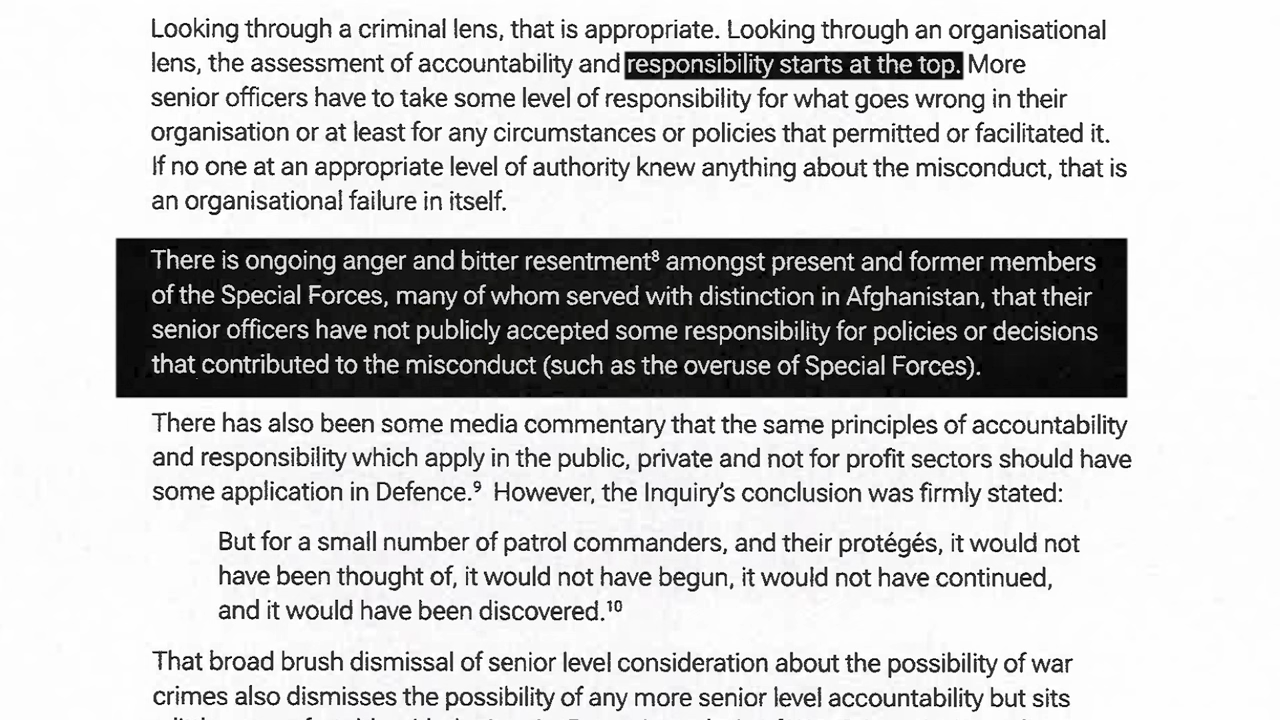 Looking through a criminal lens, that is appropriate. Looking through an organisational
lens, the assessment of accountability and responsibility starts at the top. More
senior officers have to take some level of responsibility for what goes wrong in their
organisation or at least for any circumstances or policies that permitted or facilitated it.
If no one at an appropriate level of authority knew anything about the misconduct, that is
an organisational failure in itself.
There is ongoing anger and bitter resentment⁸ amongst present and former members
of the Special Forces, many of whom served with distinction in Afghanistan, that their
senior officers have not publicly accepted some responsibility for policies or decisions
that contributed to the misconduct (such as the overuse of Special Forces).
There has also been some media commentary that the same principles of accountability
and responsibility which apply in the public, private and not for profit sectors should have
some application in Defence.⁹ However, the Inquiry's conclusion was firmly stated:
But for a small number of patrol commanders, and their protégés, it would not
have been thought of, it would not have begun, it would not have continued,
and it would have been discovered.¹⁰
That broad brush dismissal of senior level consideration about the possibility of war
crimes also dismisses the possibility of any more senior level accountability but sits